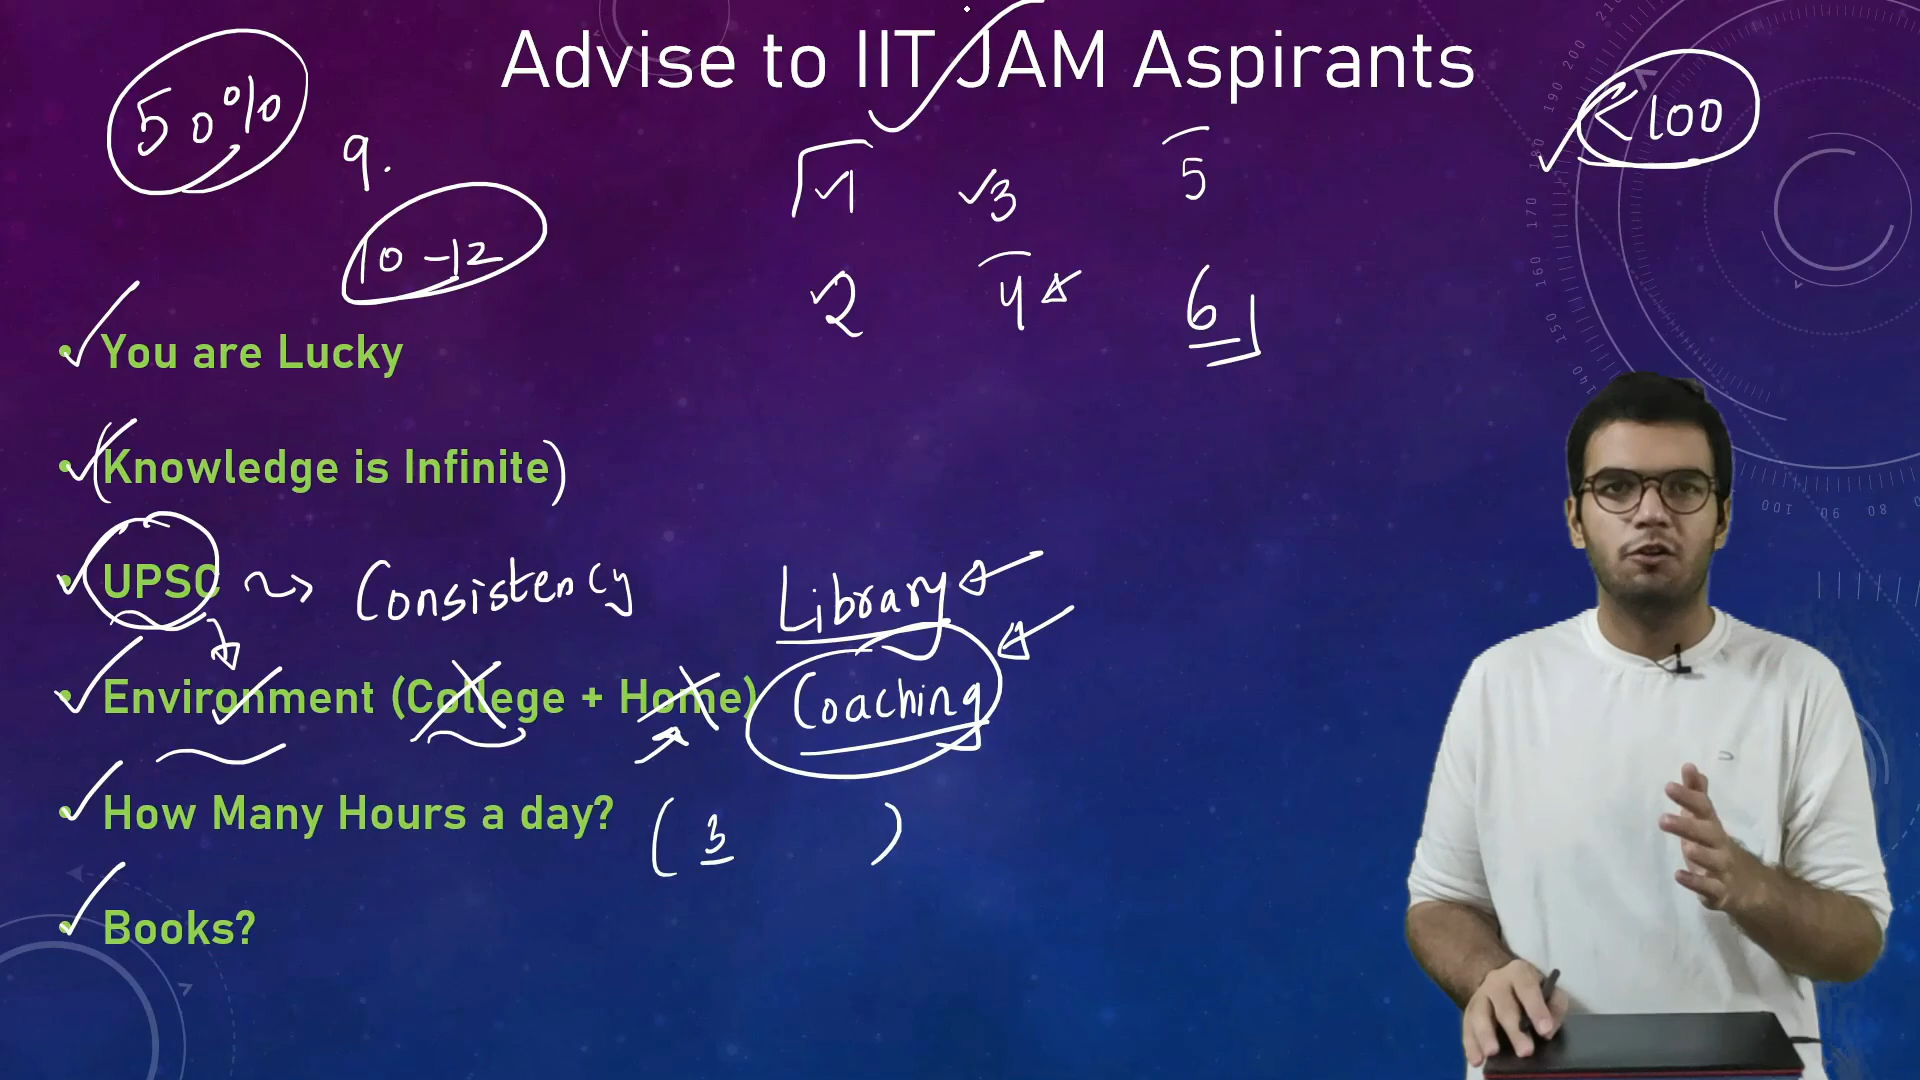 Advise to IIT JAM Aspirants
50%
₹100
9.
1 3 5
10-12
2 4 6
• You are Lucky
• (Knowledge is Infinite)
• UPSC Consistency
Library
• Environment (College + Home)
Coaching
• How Many Hours a day? ( 3 )
• Books?